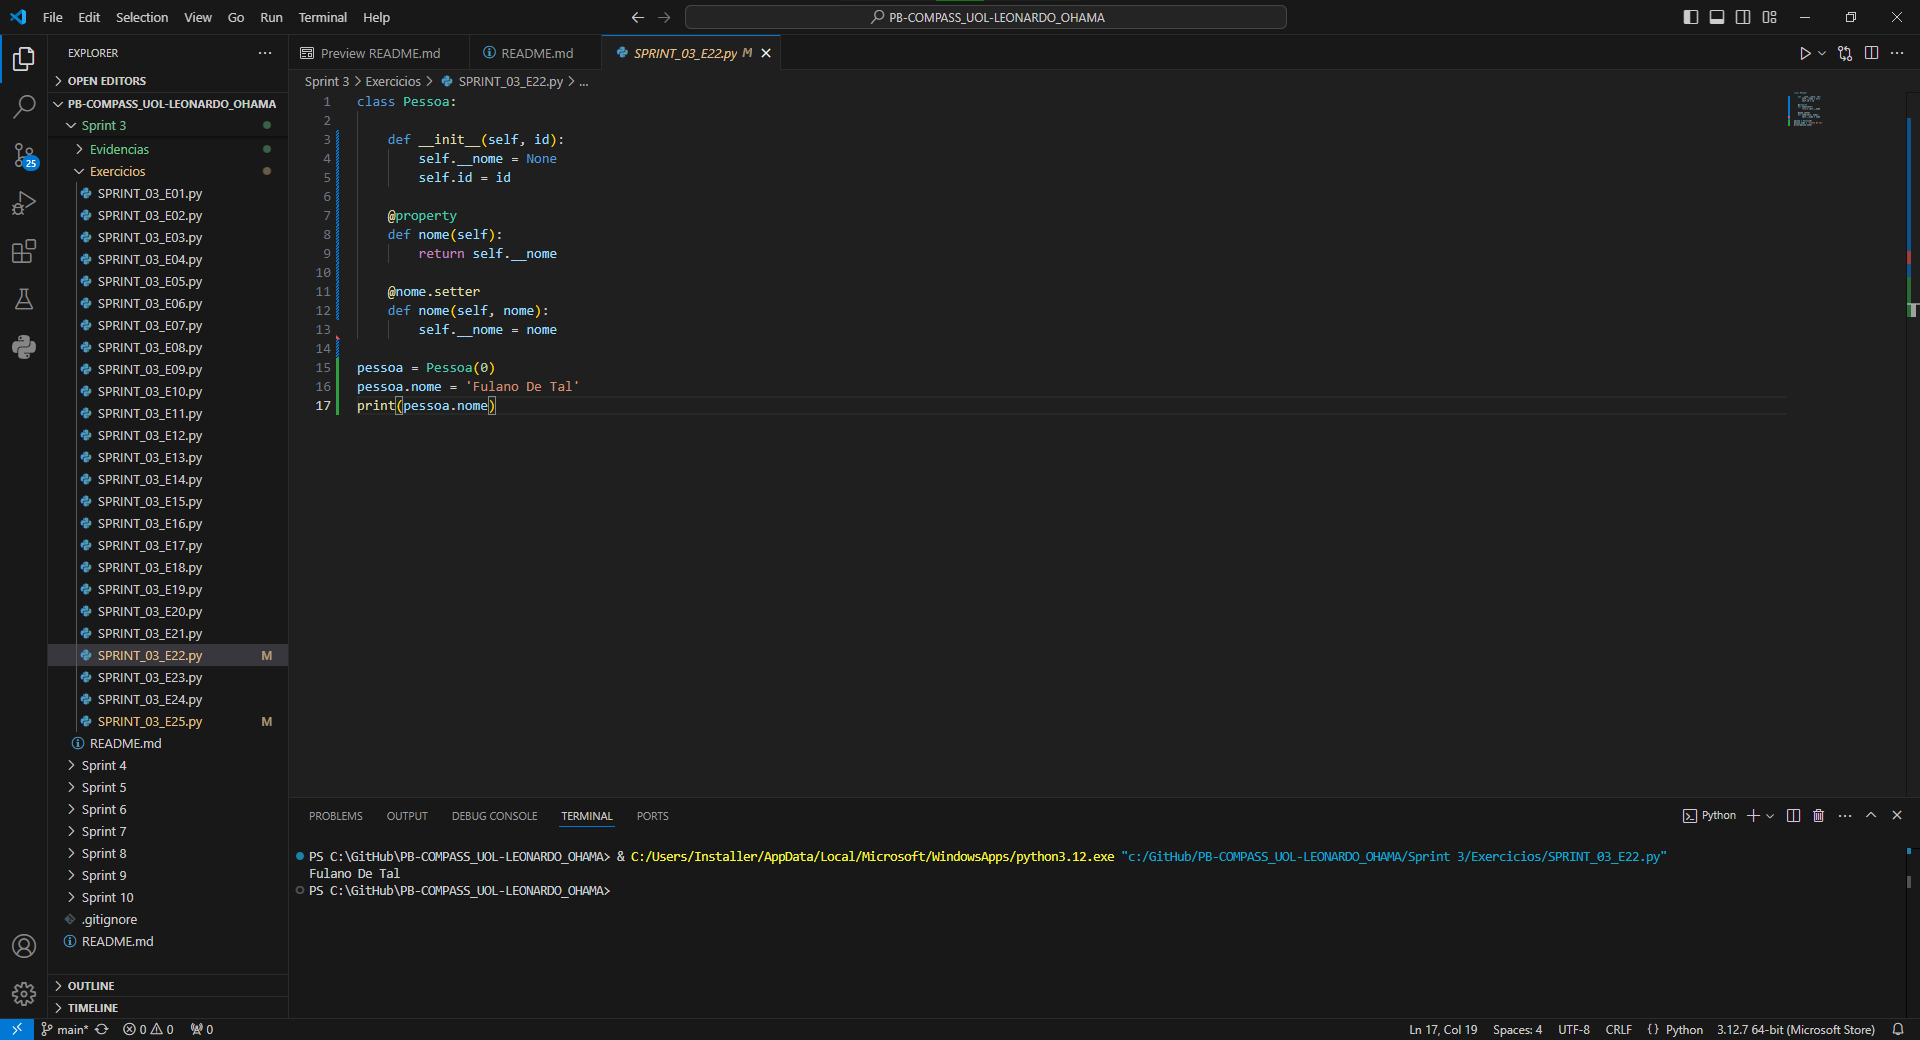 File Edit Selection View Go Run Terminal Help
PB-COMPASS_UOL-LEONARDO_OHAMA
EXPLORER
OPEN EDITORS
PB-COMPASS_UOL-LEONARDO_OHAMA
Sprint 3
Evidencias
Exercicios
SPRINT_03_E01.py
SPRINT_03_E02.py
SPRINT_03_E03.py
SPRINT_03_E04.py
SPRINT_03_E05.py
SPRINT_03_E06.py
SPRINT_03_E07.py
SPRINT_03_E08.py
SPRINT_03_E09.py
SPRINT_03_E10.py
SPRINT_03_E11.py
SPRINT_03_E12.py
SPRINT_03_E13.py
SPRINT_03_E14.py
SPRINT_03_E15.py
SPRINT_03_E16.py
SPRINT_03_E17.py
SPRINT_03_E18.py
SPRINT_03_E19.py
SPRINT_03_E20.py
SPRINT_03_E21.py
SPRINT_03_E22.py M
SPRINT_03_E23.py
SPRINT_03_E24.py
SPRINT_03_E25.py M
README.md
Sprint 4
Sprint 5
Sprint 6
Sprint 7
Sprint 8
Sprint 9
Sprint 10
.gitignore
README.md
OUTLINE
TIMELINE
25
Preview README.md README.md SPRINT_03_E22.py M
Sprint 3 > Exercicios > SPRINT_03_E22.py > ...
1 class Pessoa:
2
3 def __init__(self, id):
4 self.__nome = None
5 self.id = id
6
7 @property
8 def nome(self):
9 return self.__nome
10
11 @nome.setter
12 def nome(self, nome):
13 self.__nome = nome
14
15 pessoa = Pessoa(0)
16 pessoa.nome = 'Fulano De Tal'
17 print(pessoa.nome)
PROBLEMS OUTPUT DEBUG CONSOLE TERMINAL PORTS
Python
PS C:\GitHub\PB-COMPASS_UOL-LEONARDO_OHAMA> & C:/Users/Installer/AppData/Local/Microsoft/WindowsApps/python3.12.exe "c:/GitHub/PB-COMPASS_UOL-LEONARDO_OHAMA/Sprint 3/Exercicios/SPRINT_03_E22.py"
Fulano De Tal
PS C:\GitHub\PB-COMPASS_UOL-LEONARDO_OHAMA>
main* 0 0 0
Ln 17, Col 19 Spaces: 4 UTF-8 CRLF {} Python 3.12.7 64-bit (Microsoft Store)